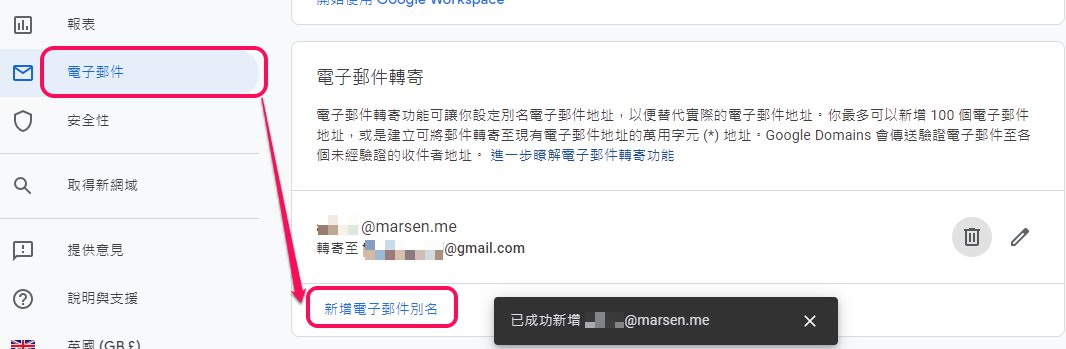 報表
電子郵件
安全性
取得新網域
提供意見
說明與支援
英國 (GB £)
開始使用 Google Workspace
電子郵件轉寄
電子郵件轉寄功能可讓你設定別名電子郵件地址，以便替代實際的電子郵件地址。你最多可以新增 100 個電子郵件
地址，或是建立可將郵件轉寄至現有電子郵件地址的萬用字元 (*) 地址。Google Domains 會傳送驗證電子郵件至各
個未經驗證的收件者地址。 進一步瞭解電子郵件轉寄功能
@marsen.me
轉寄至 @gmail.com
新增電子郵件別名
已成功新增 @marsen.me